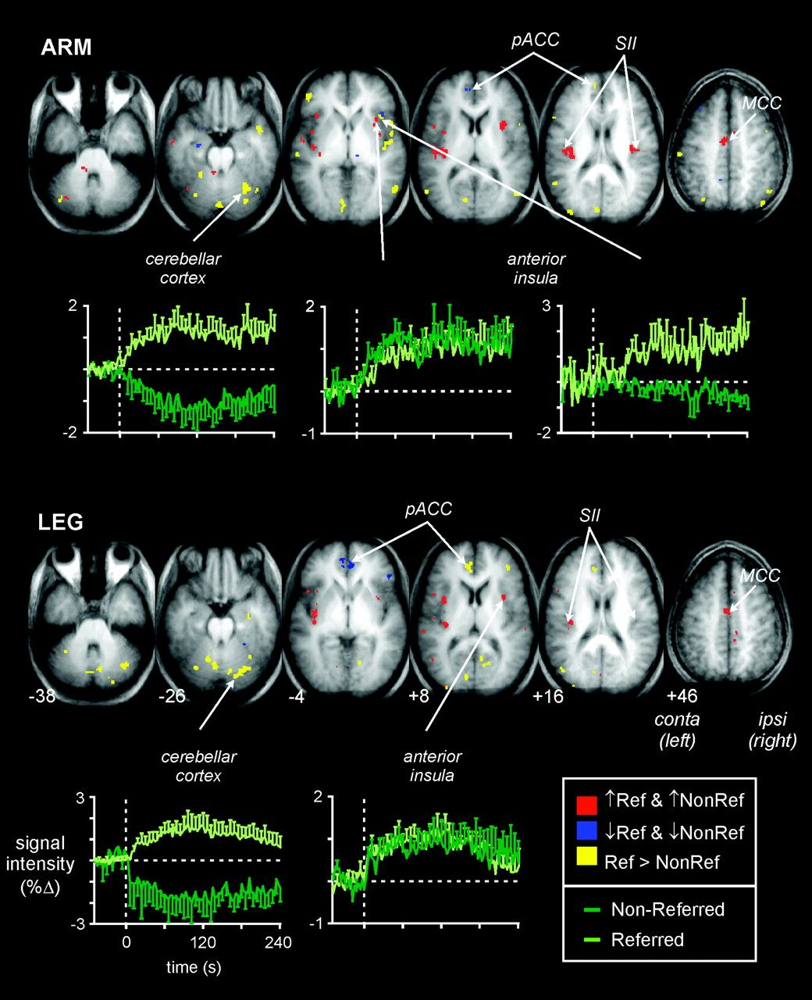 ARM
pACC
SII
MCC
cerebellar
cortex
anterior
insula
2
-2
2
-1
3
-2
LEG
pACC
SII
MCC
-38
-26
-4
+8
+16
+46
conta
(left)
ipsi
(right)
cerebellar
cortex
anterior
insula
3
-3
signal
intensity
(%Δ)
0
120
240
time (s)
2
-1
↑Ref & ↑NonRef
↓Ref & ↓NonRef
Ref > NonRef
Non-Referred
Referred